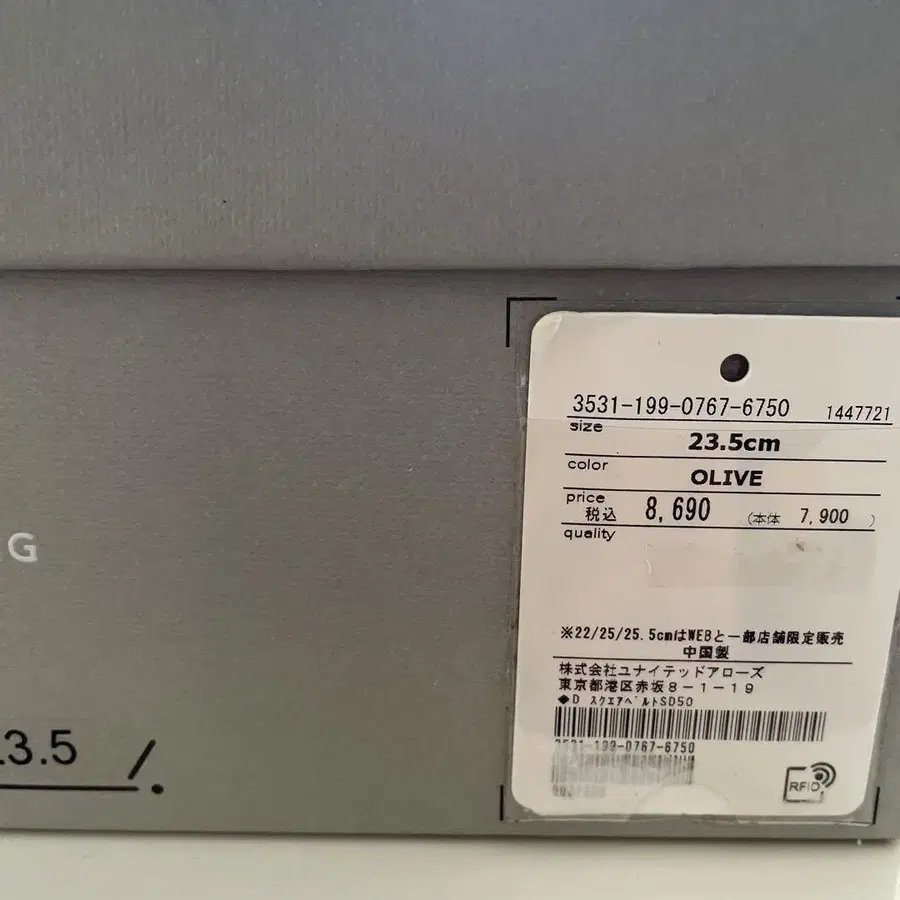 3531-199-0767-6750 1447721
size
23.5cm
color
OLIVE
price
税込 8,690 (本体 7,900 )
quality
※22/25/25.5cmはWEBと一部店舗限定販売
中国製
株式会社ユナイテッドアローズ
東京都港区赤坂8-1-19
◆D スクエアベルトSD50
3531-199-0767-6750
RFID
G
3.5